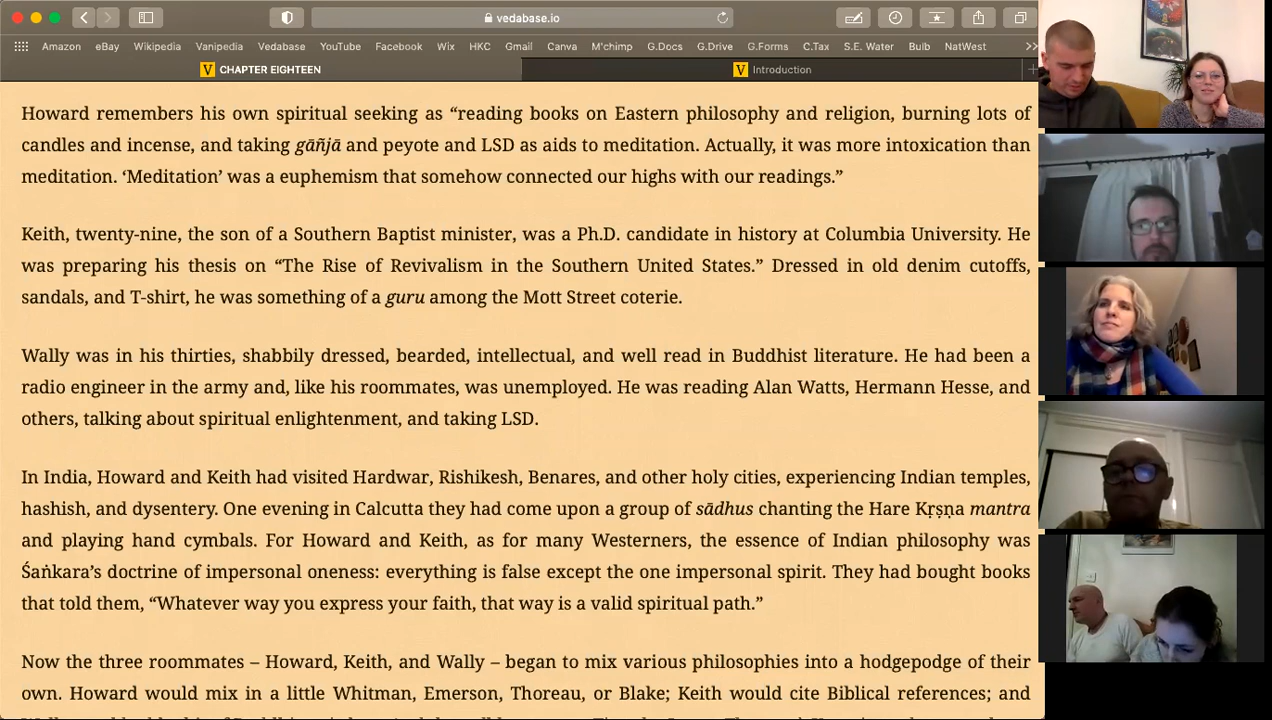 vedabase.io
Amazon eBay Wikipedia Vanipedia Vedabase YouTube Facebook Wix HKC Gmail Canva M'chimp G.Docs G.Drive G.Forms C.Tax S.E. Water Bulb NatWest >>
V CHAPTER EIGHTEEN V Introduction +
Howard remembers his own spiritual seeking as “reading books on Eastern philosophy and religion, burning lots of
candles and incense, and taking gāñjā and peyote and LSD as aids to meditation. Actually, it was more intoxication than
meditation. ‘Meditation’ was a euphemism that somehow connected our highs with our readings.”
Keith, twenty-nine, the son of a Southern Baptist minister, was a Ph.D. candidate in history at Columbia University. He
was preparing his thesis on “The Rise of Revivalism in the Southern United States.” Dressed in old denim cutoffs,
sandals, and T-shirt, he was something of a guru among the Mott Street coterie.
Wally was in his thirties, shabbily dressed, bearded, intellectual, and well read in Buddhist literature. He had been a
radio engineer in the army and, like his roommates, was unemployed. He was reading Alan Watts, Hermann Hesse, and
others, talking about spiritual enlightenment, and taking LSD.
In India, Howard and Keith had visited Hardwar, Rishikesh, Benares, and other holy cities, experiencing Indian temples,
hashish, and dysentery. One evening in Calcutta they had come upon a group of sādhus chanting the Hare Kṛṣṇa mantra
and playing hand cymbals. For Howard and Keith, as for many Westerners, the essence of Indian philosophy was
Śaṅkara’s doctrine of impersonal oneness: everything is false except the one impersonal spirit. They had bought books
that told them, “Whatever way you express your faith, that way is a valid spiritual path.”
Now the three roommates – Howard, Keith, and Wally – began to mix various philosophies into a hodgepodge of their
own. Howard would mix in a little Whitman, Emerson, Thoreau, or Blake; Keith would cite Biblical references; and